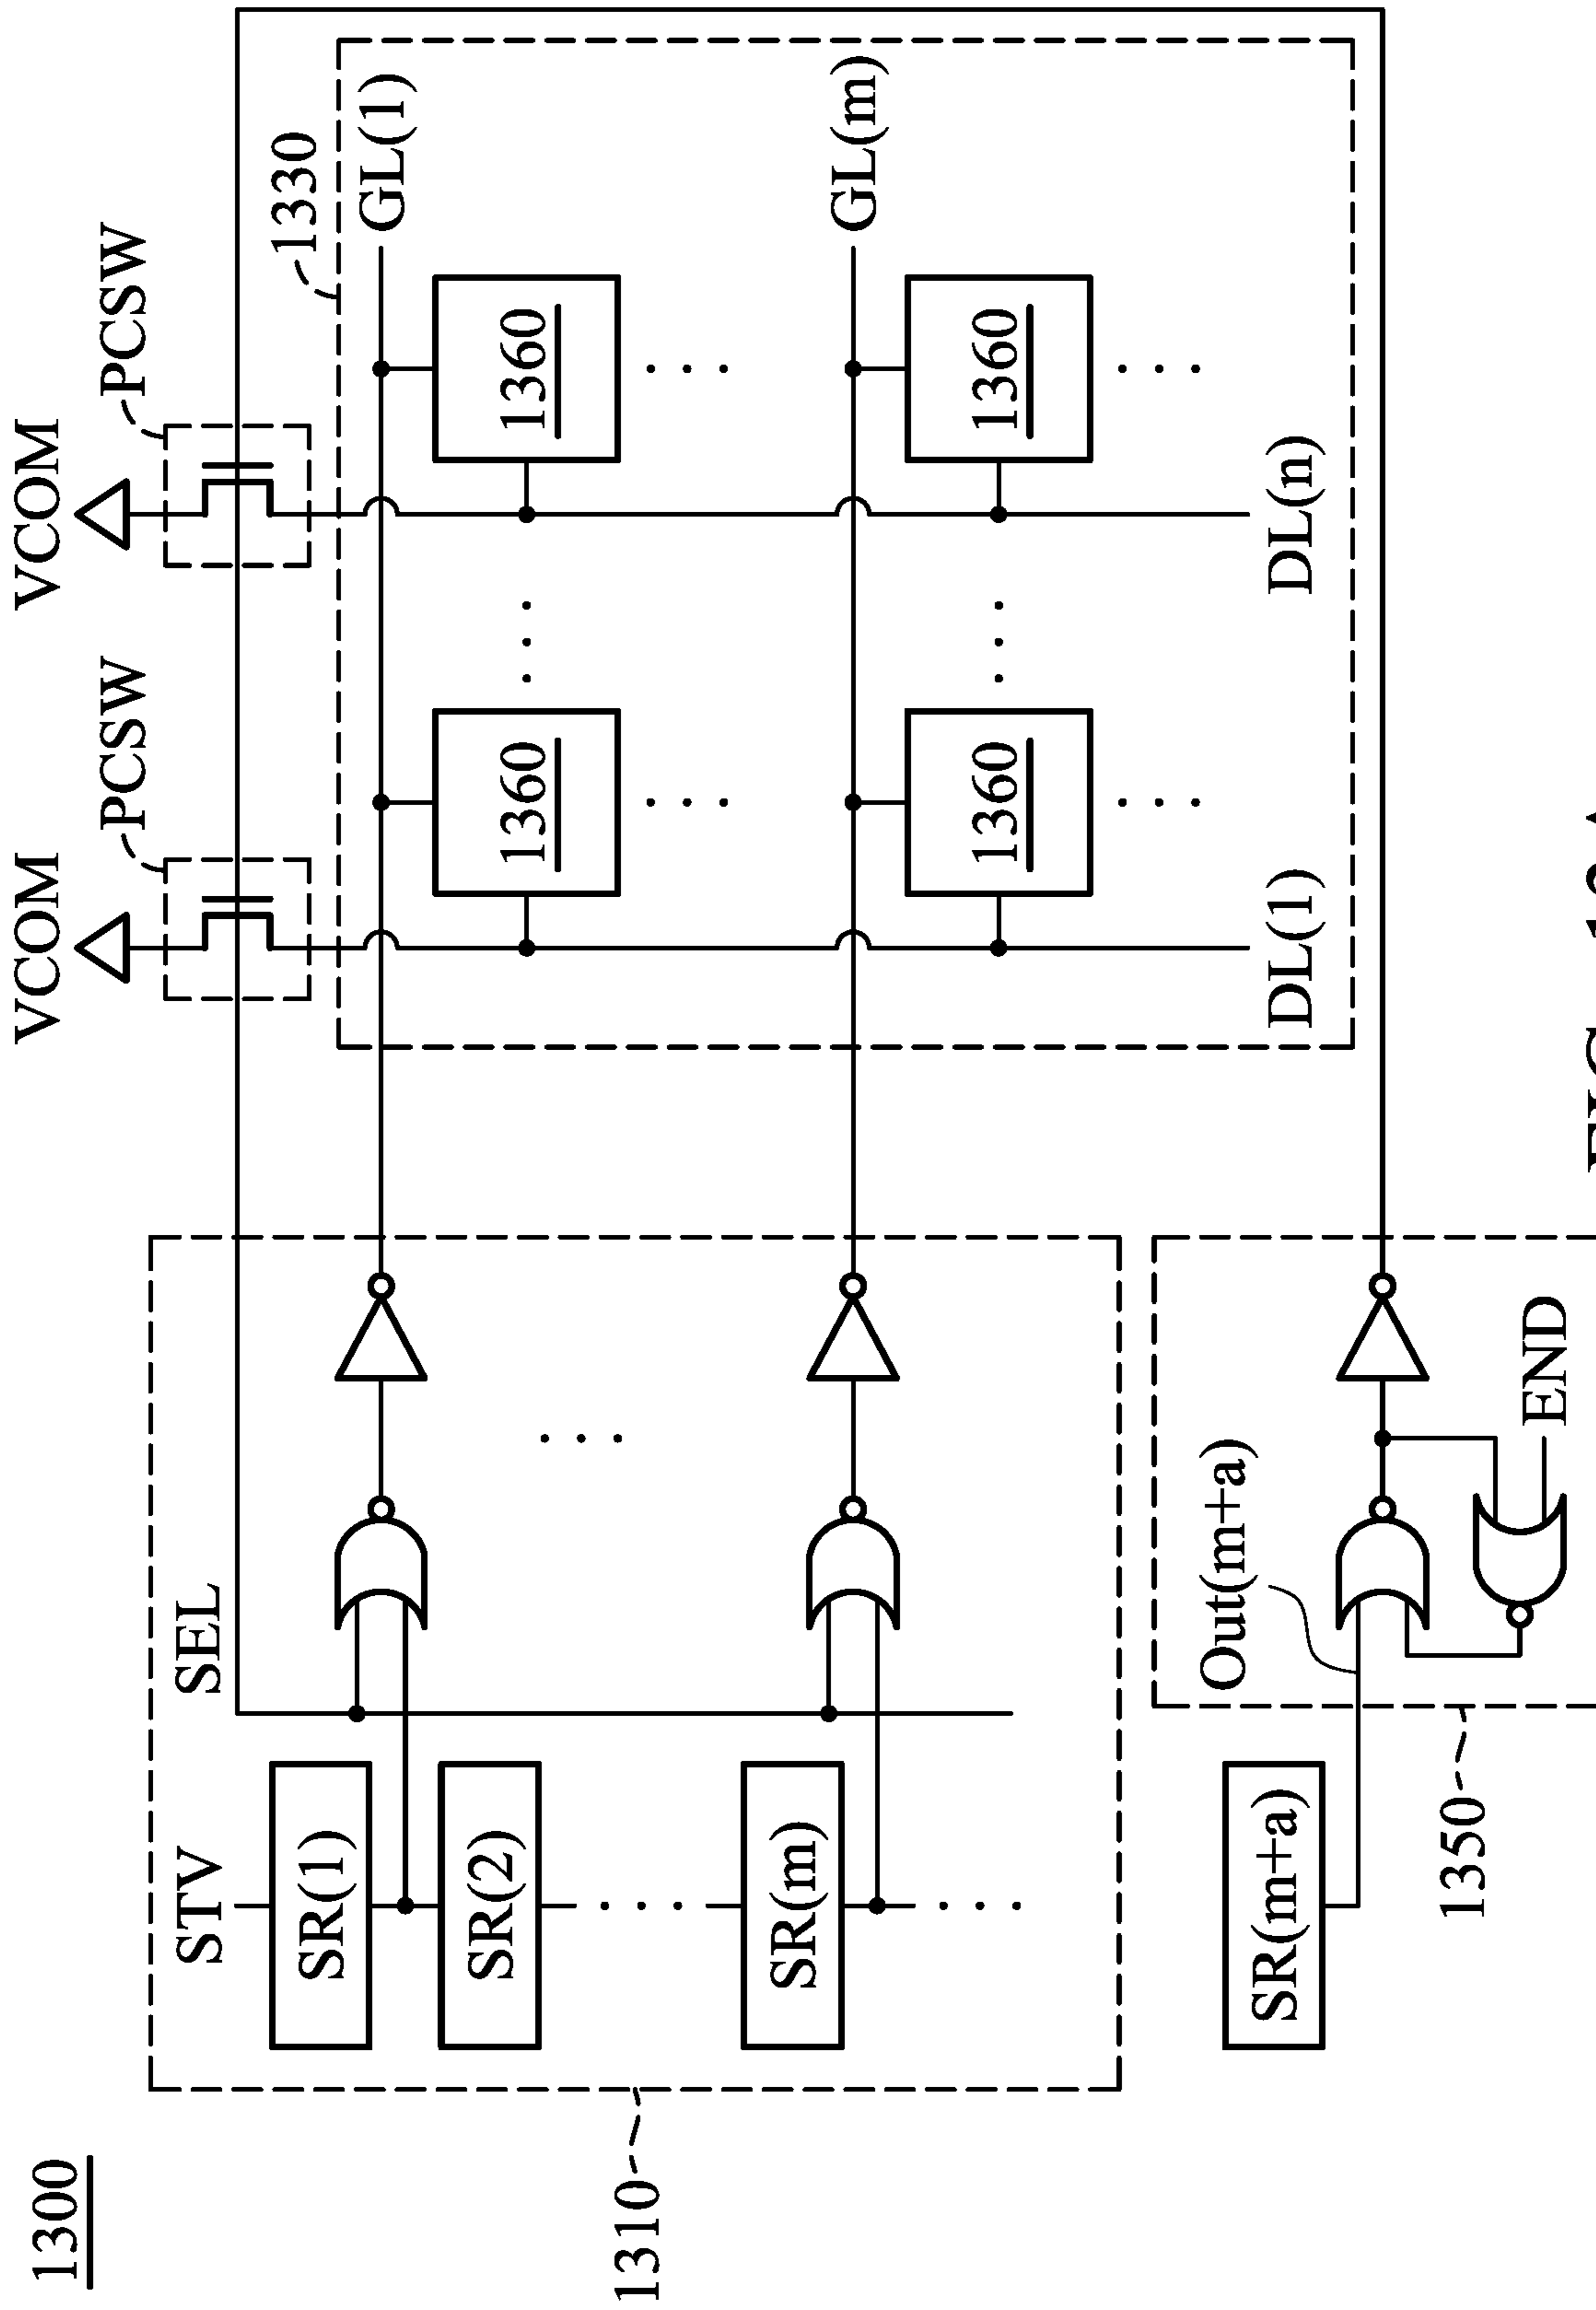 1300
VCOM
VCOM
PCSW
PCSW
1330
STV
SEL
GL(1)
SR(1)
SR(2)
1360
1360
1310
SR(m)
GL(m)
1360
1360
DL(1)
DL(n)
Out(m+a)
SR(m+a)
1350
END